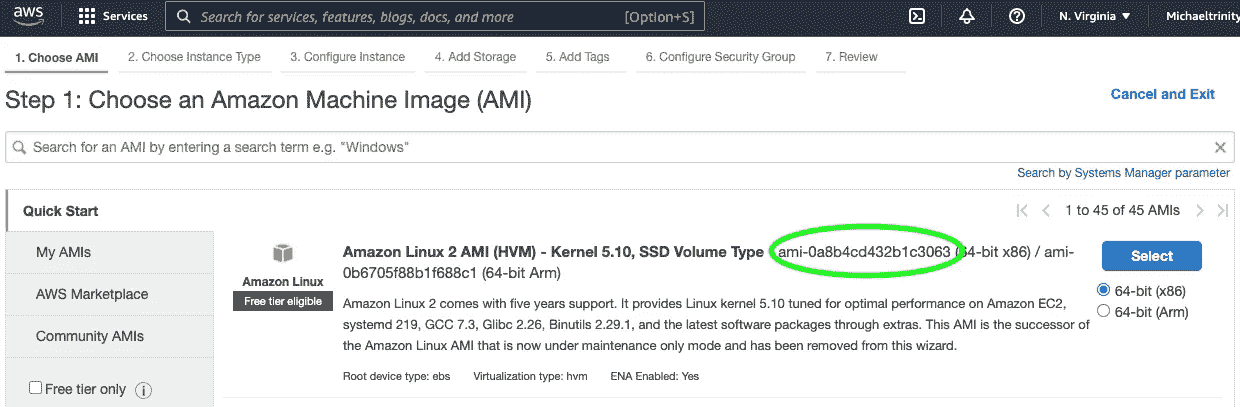 aws Services Search for services, features, blogs, docs, and more [Option+S] N. Virginia Michaeltrinity
1. Choose AMI 2. Choose Instance Type 3. Configure Instance 4. Add Storage 5. Add Tags 6. Configure Security Group 7. Review
Step 1: Choose an Amazon Machine Image (AMI)
Cancel and Exit
Search for an AMI by entering a search term e.g. "Windows"
Search by Systems Manager parameter
Quick Start
1 to 45 of 45 AMIs
My AMIs
AWS Marketplace
Community AMIs
Free tier only
Amazon Linux
Free tier eligible
Amazon Linux 2 AMI (HVM) - Kernel 5.10, SSD Volume Type - ami-0a8b4cd432b1c3063 (64-bit x86) / ami-
0b6705f88b1f688c1 (64-bit Arm)
Amazon Linux 2 comes with five years support. It provides Linux kernel 5.10 tuned for optimal performance on Amazon EC2,
systemd 219, GCC 7.3, Glibc 2.26, Binutils 2.29.1, and the latest software packages through extras. This AMI is the successor of
the Amazon Linux AMI that is now under maintenance only mode and has been removed from this wizard.
Root device type: ebs Virtualization type: hvm ENA Enabled: Yes
Select
64-bit (x86)
64-bit (Arm)